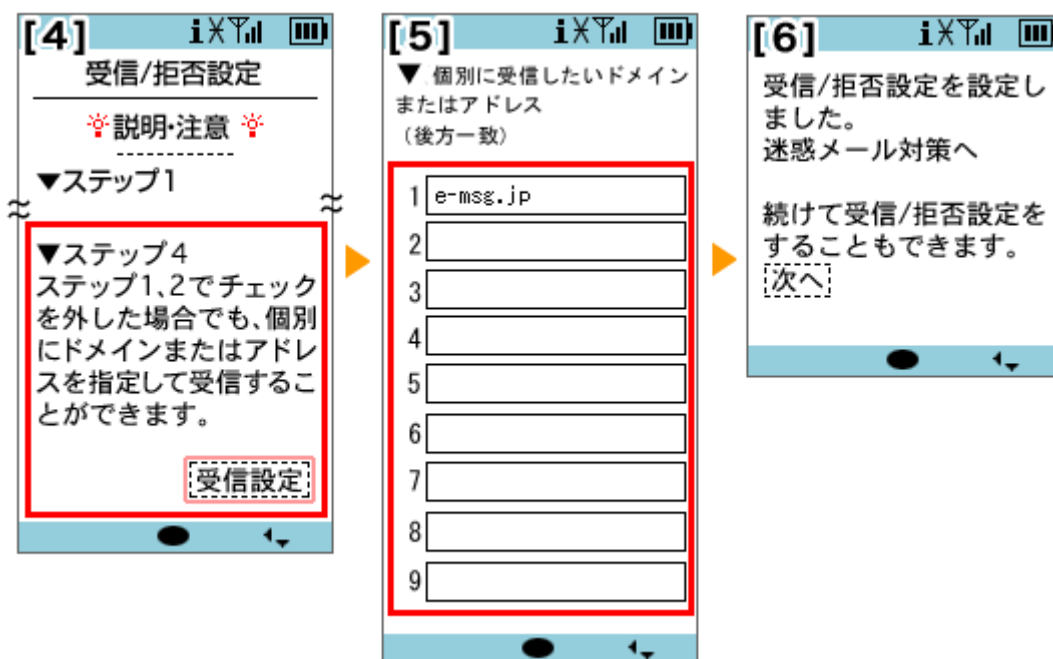 [4]
受信/拒否設定
説明・注意
▼ステップ1
▼ステップ4
ステップ1、2でチェック
を外した場合でも、個別
にドメインまたはアドレ
スを指定して受信するこ
とができます。
受信設定
[5]
▼ 個別に受信したいドメイン
またはアドレス
（後方一致）
1 e-msg.jp
2
3
4
5
6
7
8
9
[6]
受信/拒否設定を設定し
ました。
迷惑メール対策へ
続けて受信/拒否設定を
することもできます。
次へ